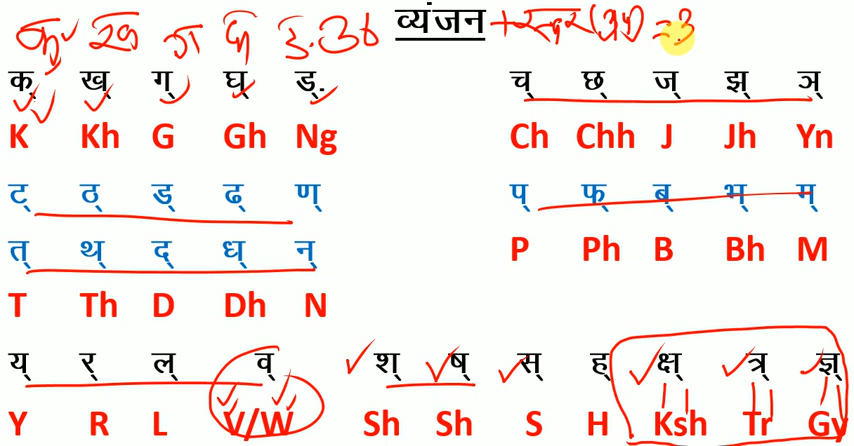 व्यंजन
क् ख् ग् घ् ड़् च् छ् ज् झ् ञ्
K Kh G Gh Ng Ch Chh J Jh Yn
ट् ठ् ड् ढ् ण् प् फ् ब् भ् म्
त् थ् द् ध् न् P Ph B Bh M
T Th D Dh N
य् र् ल् व् श् ष् स् ह् क्ष् त्र् ज्ञ्
Y R L V/W Sh Sh S H Ksh Tr Gy